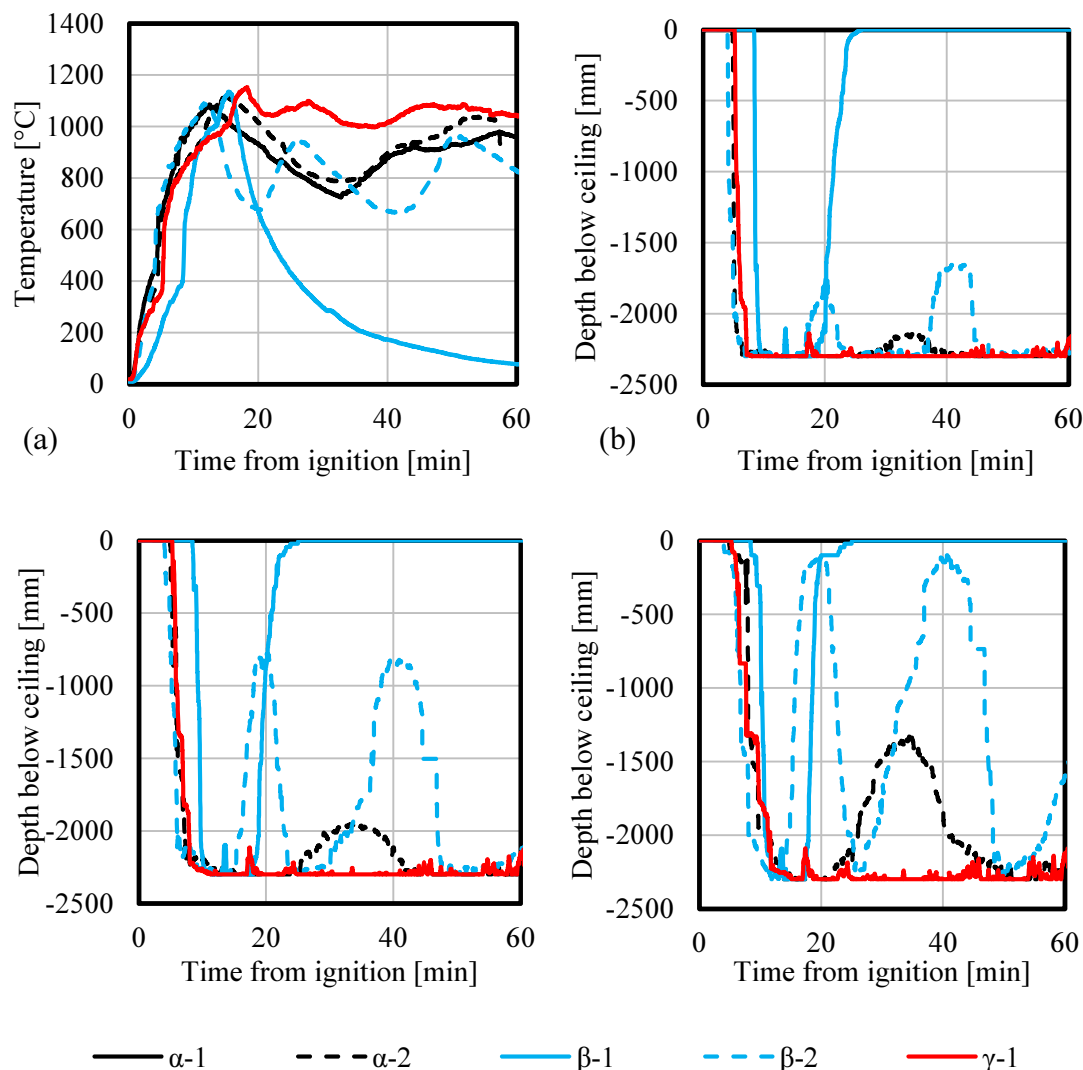 1400
1200
1000
800
600
400
200
0
Temperature [°C]
0 20 40 60
(a)
Time from ignition [min]
0
-500
-1000
-1500
-2000
-2500
Depth below ceiling [mm]
0 20 40 60
(b)
Time from ignition [min]
0
-500
-1000
-1500
-2000
-2500
Depth below ceiling [mm]
0 20 40 60
Time from ignition [min]
0
-500
-1000
-1500
-2000
-2500
Depth below ceiling [mm]
0 20 40 60
Time from ignition [min]
α-1 α-2 β-1 β-2 γ-1